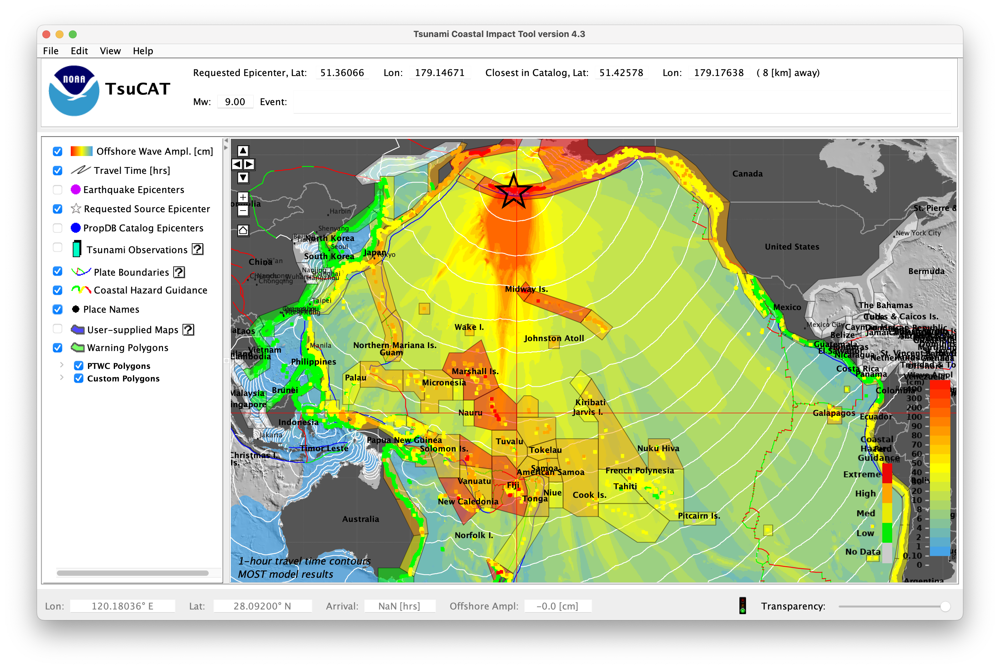 Tsunami Coastal Impact Tool version 4.3
File Edit View Help
NOAA
TsuCAT
Requested Epicenter, Lat: 51.36066 Lon: 179.14671 Closest in Catalog, Lat: 51.42578 Lon: 179.17638 ( 8 [km] away)
Mw: 9.00 Event:
Offshore Wave Ampl. [cm]
Travel Time [hrs]
Earthquake Epicenters
Requested Source Epicenter
PropDB Catalog Epicenters
Tsunami Observations ?
Plate Boundaries ?
Coastal Hazard Guidance
Place Names
User-supplied Maps ?
Warning Polygons
PTWC Polygons
Custom Polygons
Canada
St. Pierre &
Harbin
Shenyang
Beijing
North Korea
Seoul
South Korea
Japan
Tokyo
China
Xi'an
Nanjing
Shanghai
Wuhan
Hangzhou
Chongqing
New York City
United States
Bermuda
Midway Is.
Taipei
Hong Kong
Mexico
The Bahamas
Mexico City
Belize
Wake I.
Johnston Atoll
Laos
Northern Mariana Is.
Guam
Manila
Vietnam
Cambodia
Philippines
Guatemala
El Salvador
Nicaragua
Costa Rica
Panama
Palau
Marshall Is.
Micronesia
Malaysia
Brunei
ingapore
Nauru
Kiribati
Jarvis I.
Galapagos
Colombia
Ecuador
Indonesia
Jakarta
Papua New Guinea
Solomon Is.
Tuvalu
Tokelau
Nuku Hiva
Timor Leste
Christmas I.
Is.
Samoa
American Samoa
French Polynesia
Vanuatu
Fiji
Tahiti
Niue
Tonga
Cook Is.
New Caledonia
Pitcairn Is.
Australia
Norfolk I.
Argentina
Offshore
Wave Ampl
(cm)
300
200
100
90
80
70
60
50
40
20
10
8
6
4
2
1
0.10
0
Coastal
Hazard
Guidance
Extreme
High
Med
Low
No Data
1-hour travel time contours
MOST model results
Lon: 120.18036° E Lat: 28.09200° N Arrival: NaN [hrs] Offshore Ampl: -0.0 [cm] Transparency: